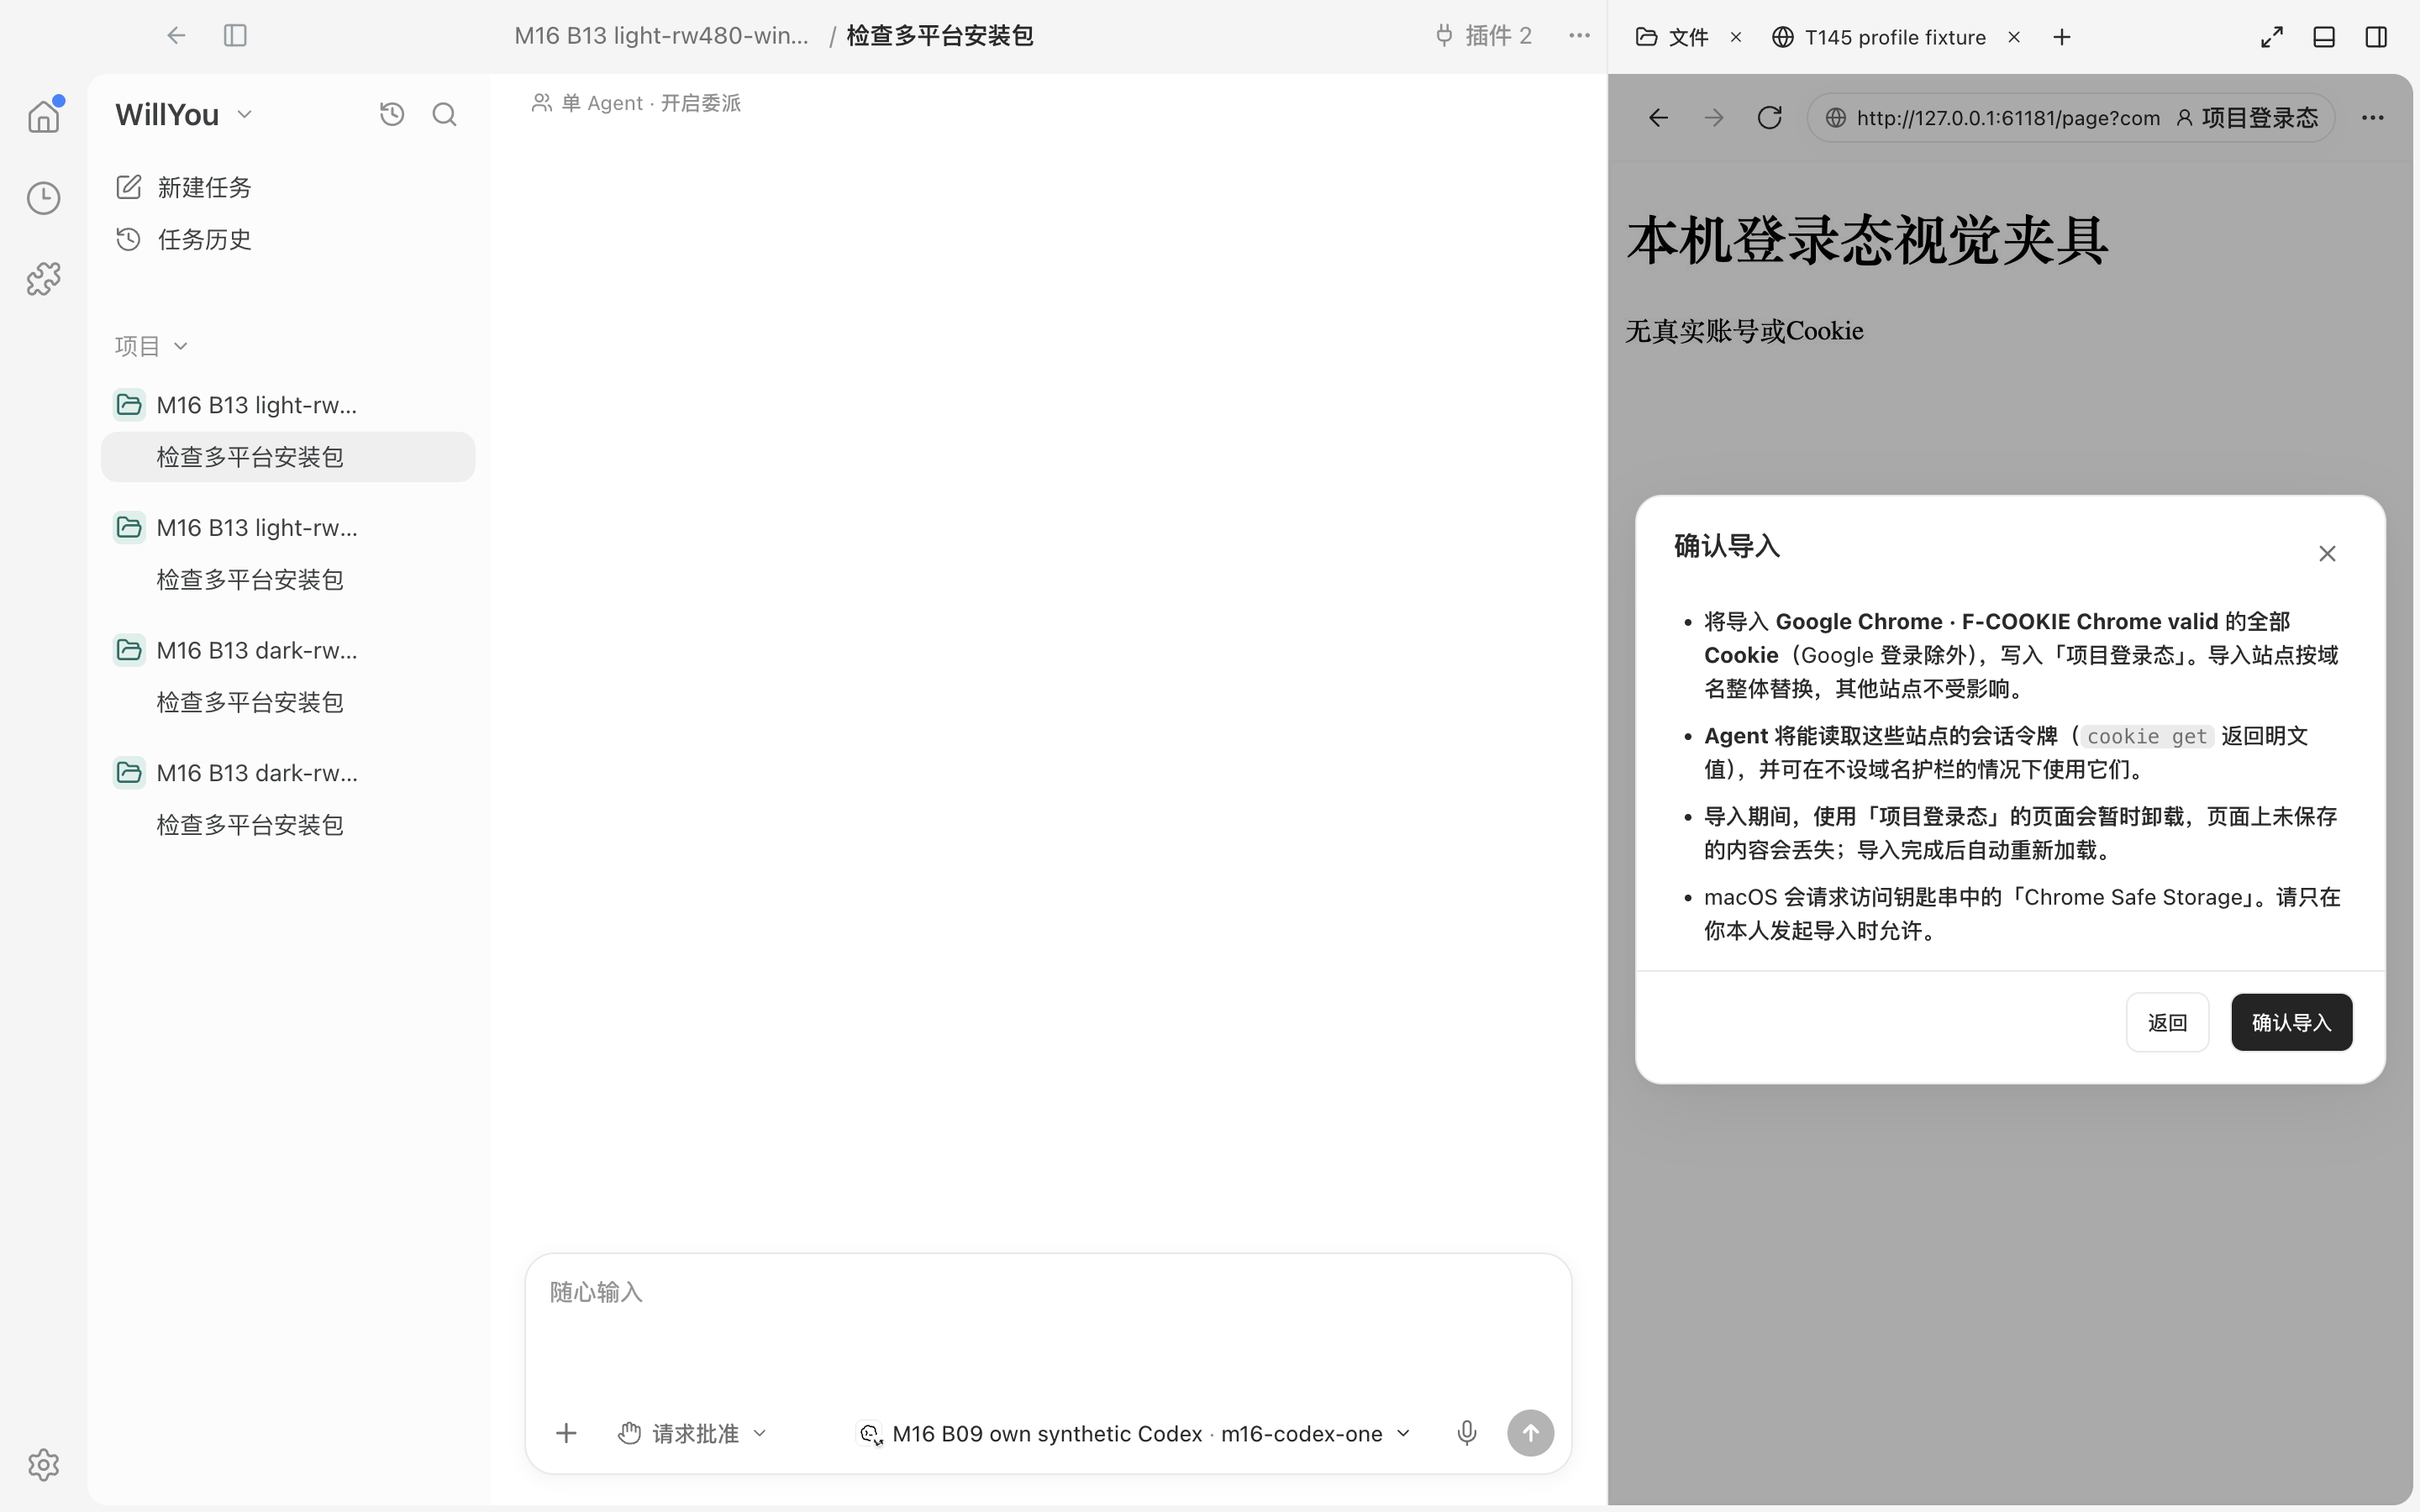 M16 B13 light-rw480-win... / 检查多平台安装包
插件 2
文件
T145 profile fixture
WillYou
新建任务
任务历史
项目
M16 B13 light-rw...
检查多平台安装包
M16 B13 light-rw...
检查多平台安装包
M16 B13 dark-rw...
检查多平台安装包
M16 B13 dark-rw...
检查多平台安装包
单 Agent · 开启委派
随心输入
请求批准
M16 B09 own synthetic Codex · m16-codex-one
http://127.0.0.1:61181/page?com
项目登录态
本机登录态视觉夹具
无真实账号或Cookie
确认导入
将导入 Google Chrome · F-COOKIE Chrome valid 的全部
Cookie（Google 登录除外），写入「项目登录态」。导入站点按域
名整体替换，其他站点不受影响。
Agent 将能读取这些站点的会话令牌（cookie get 返回明文
值），并可在不设域名护栏的情况下使用它们。
导入期间，使用「项目登录态」的页面会暂时卸载，页面上未保存
的内容会丢失；导入完成后自动重新加载。
macOS 会请求访问钥匙串中的「Chrome Safe Storage」。请只在
你本人发起导入时允许。
返回
确认导入